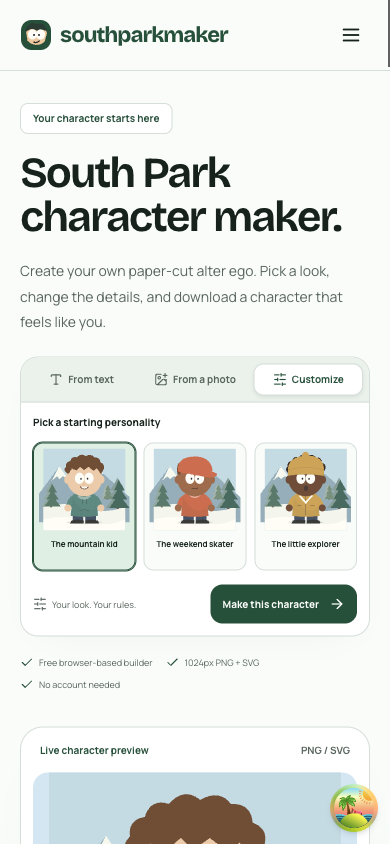 southparkmaker
Your character starts here
South Park
character maker.
Create your own paper-cut alter ego. Pick a look,
change the details, and download a character that
feels like you.
From text
From a photo
Customize
Pick a starting personality
The mountain kid
The weekend skater
The little explorer
Your look. Your rules.
Make this character
Free browser-based builder
1024px PNG + SVG
No account needed
Live character preview
PNG / SVG